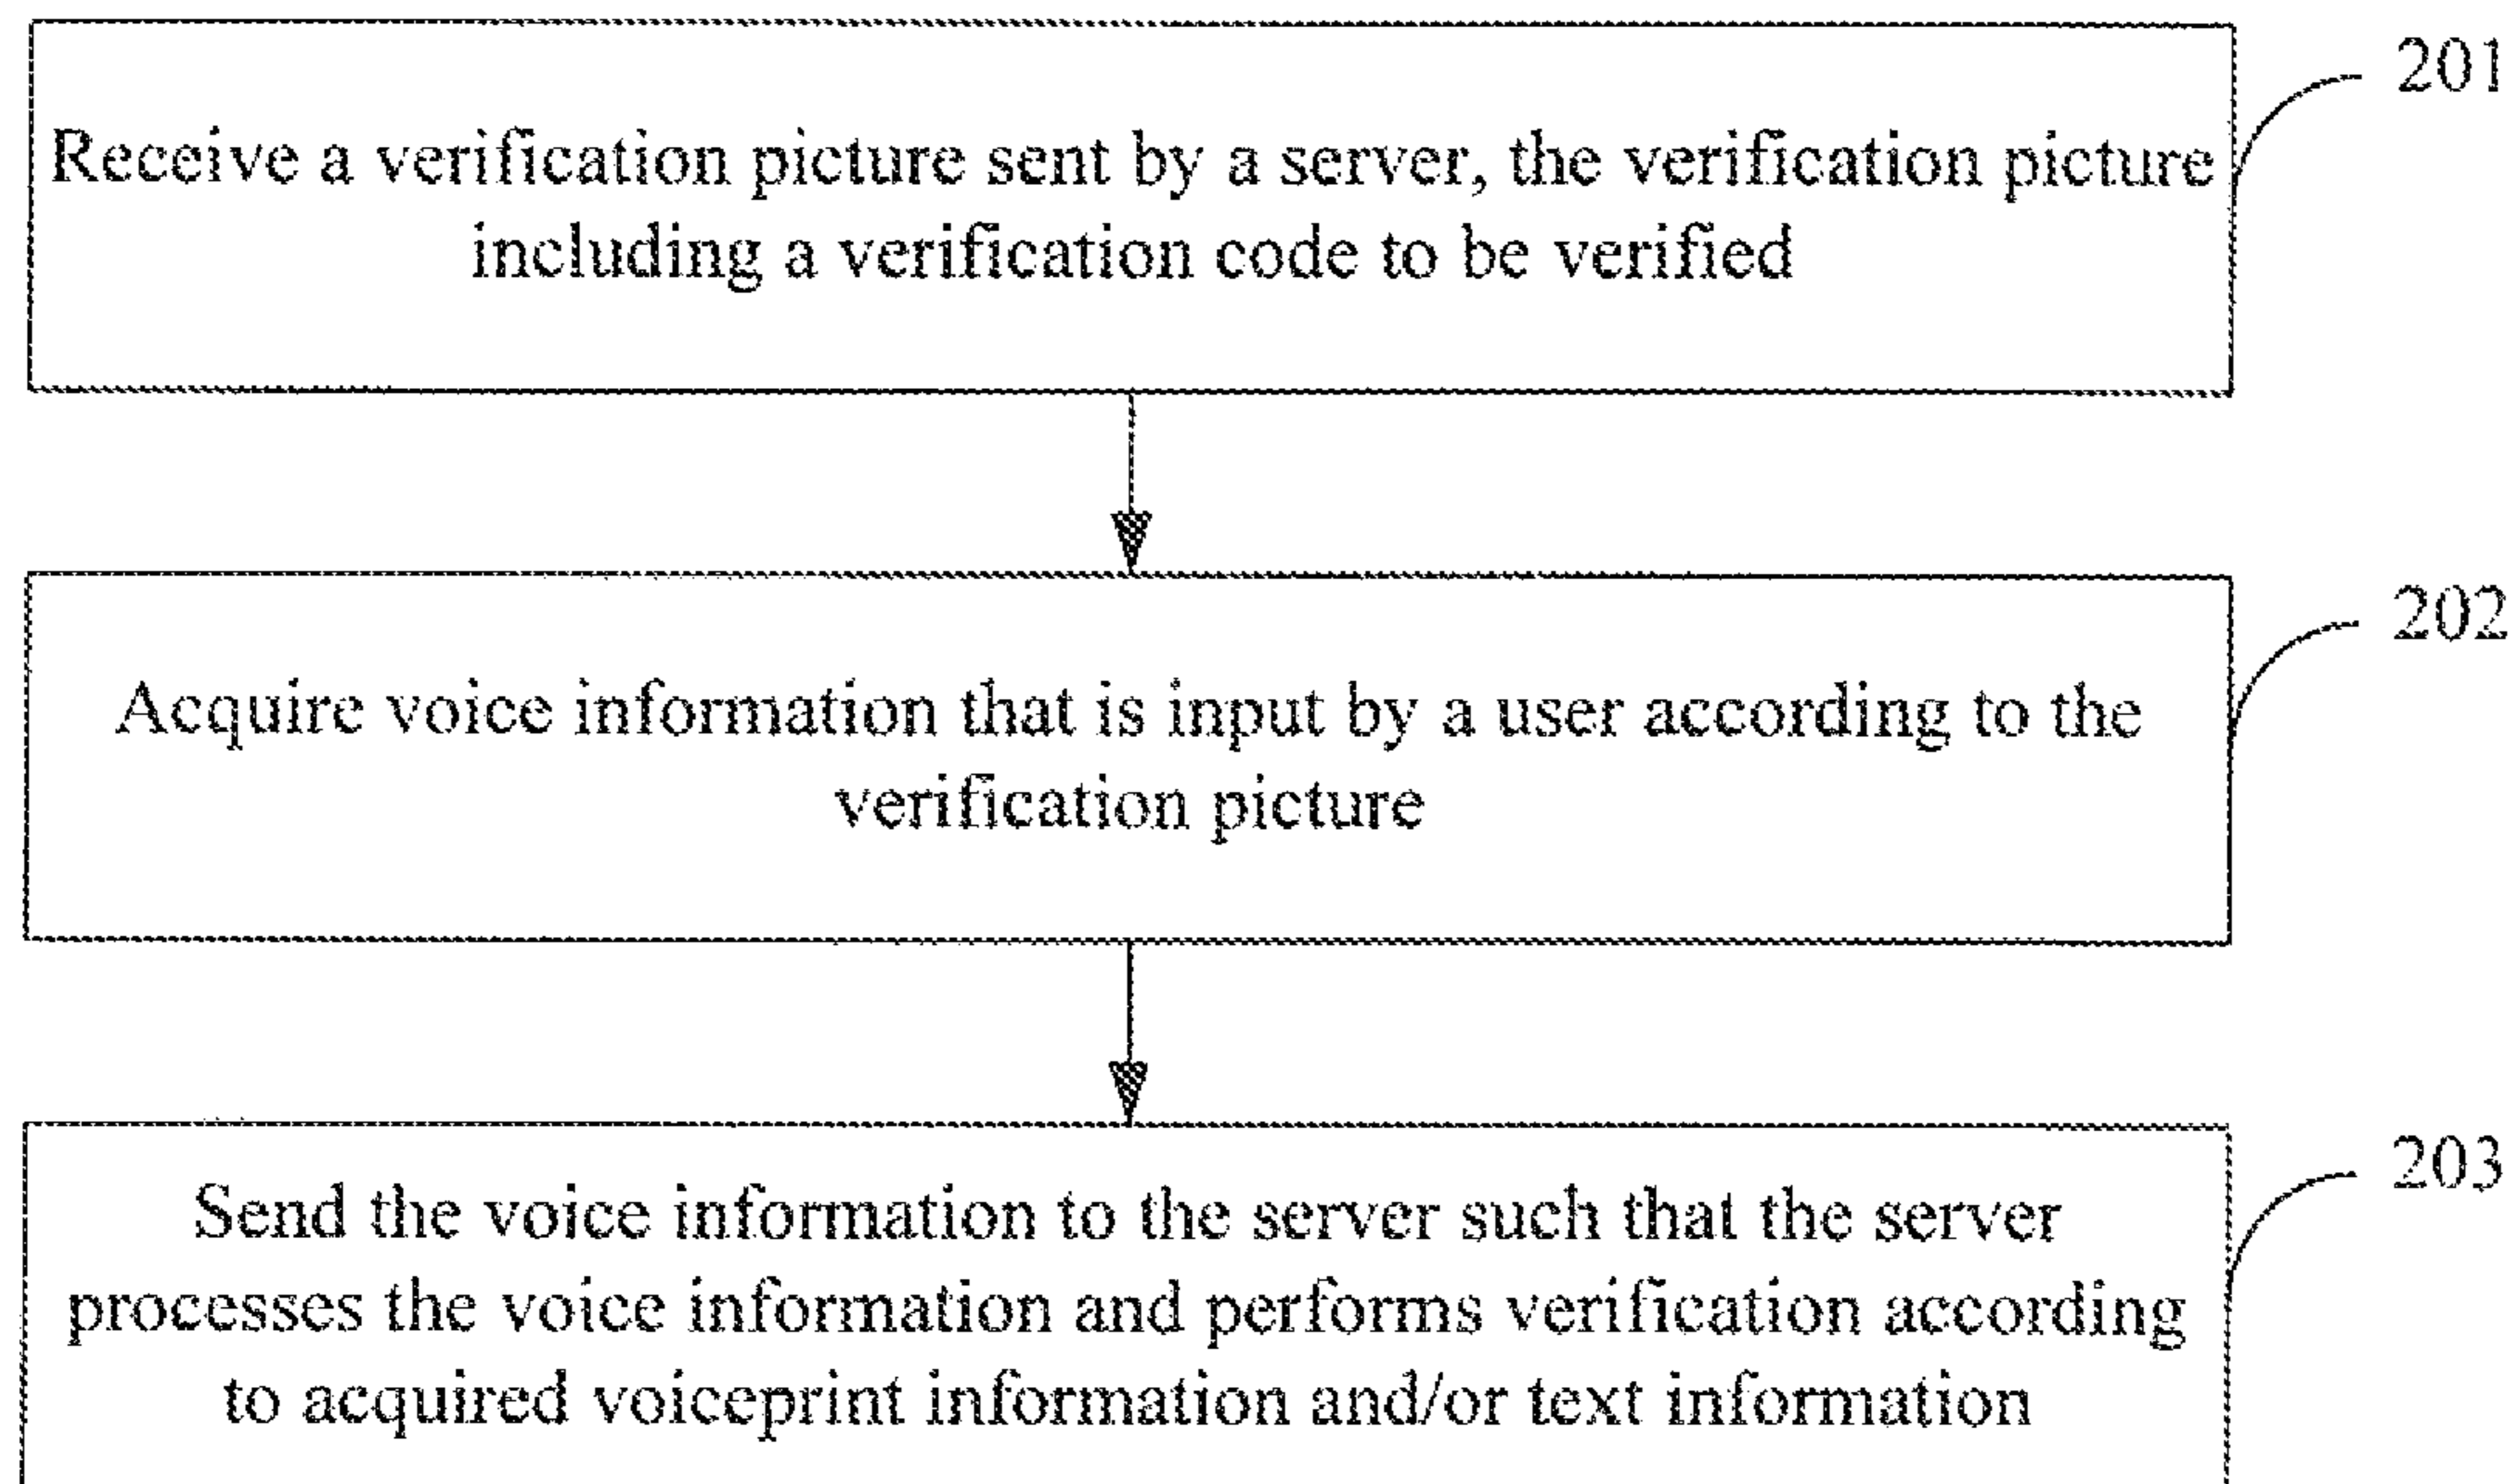 201
Receive a verification picture sent by a server, the verification picture
including a verification code to be verified
202
Acquire voice information that is input by a user according to the
verification picture
203
Send the voice information to the server such that the server
processes the voice information and performs verification according
to acquired voiceprint information and/or text information